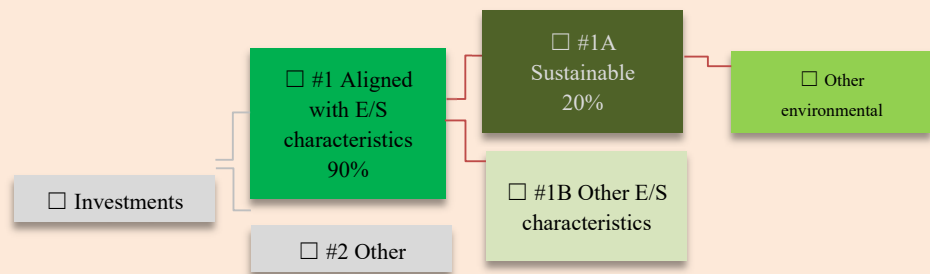 ☐ Investments
☐ #1 Aligned
with E/S
characteristics
90%
☐ #2 Other
☐ #1A
Sustainable
20%
☐ #1B Other E/S
characteristics
☐ Other
environmental